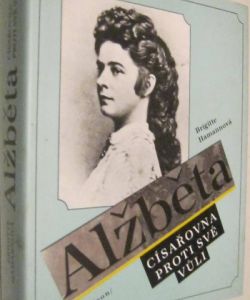 Brigitte
Hamannová
Alžběta
CÍSAŘOVNA
PROTI SVÉ
VŮLI
Alžběta